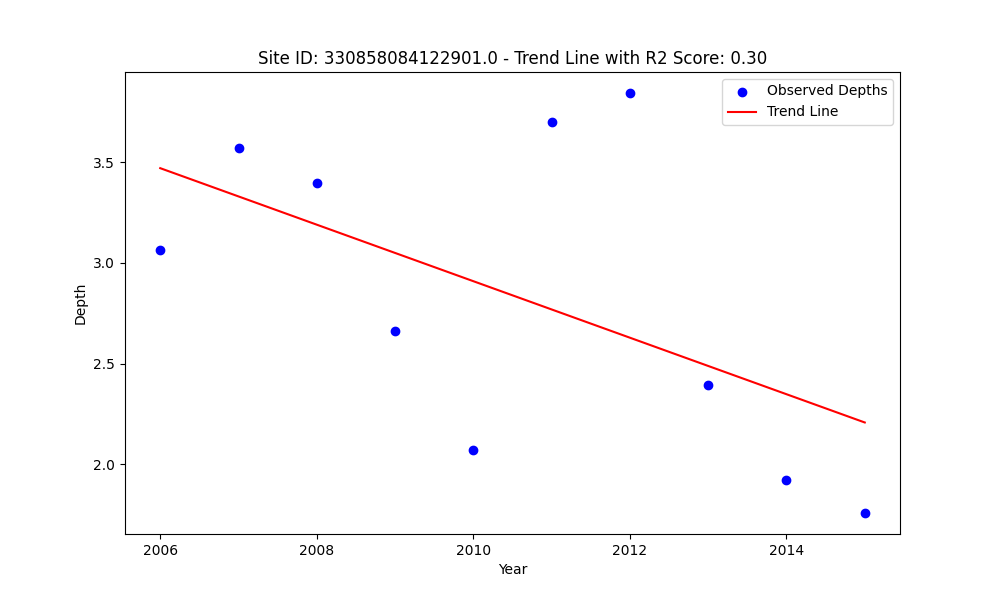 Site ID: 330858084122901.0 - Trend Line with R2 Score: 0.30
Observed Depths
Trend Line
3.5
3.0
2.5
2.0
Depth
2006
2008
2010
2012
2014
Year